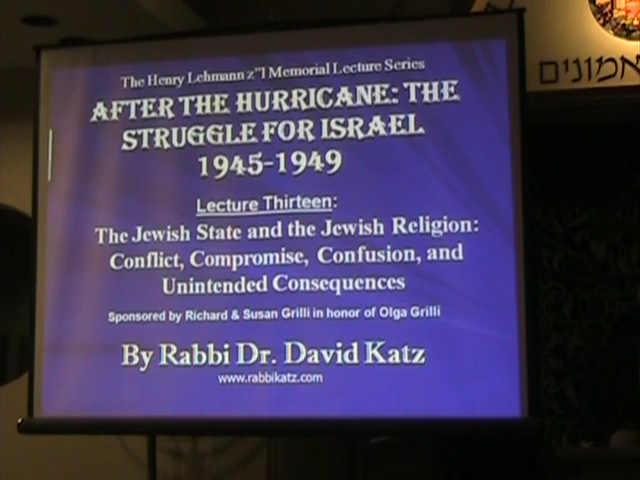 The Henry Lehmann z"l Memorial Lecture Series
AFTER THE HURRICANE: THE
STRUGGLE FOR ISRAEL
1945-1949
Lecture Thirteen:
The Jewish State and the Jewish Religion:
Conflict, Compromise, Confusion, and
Unintended Consequences
Sponsored by Richard & Susan Grilli in honor of Olga Grilli
By Rabbi Dr. David Katz
www.rabbikatz.com